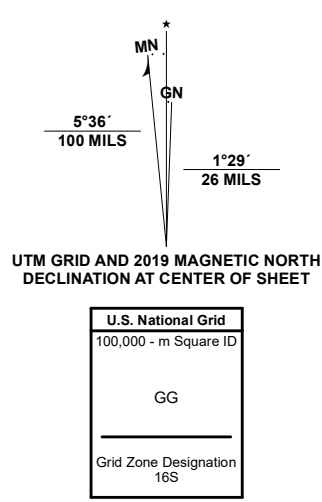 MN
GN
5°36´
100 MILS
1°29´
26 MILS
UTM GRID AND 2019 MAGNETIC NORTH
DECLINATION AT CENTER OF SHEET
U.S. National Grid
100,000 - m Square ID
GG
Grid Zone Designation
16S